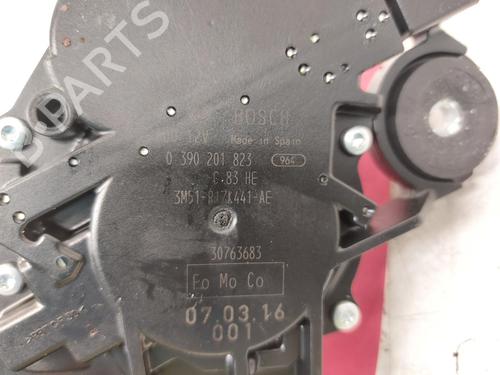 B PARTS
BOSCH
12V Made in Spain
0 390 201 823 964
C.83 HE
3M51-R17K441-AE
30763683
Fo Mo Co
07.03.16
001